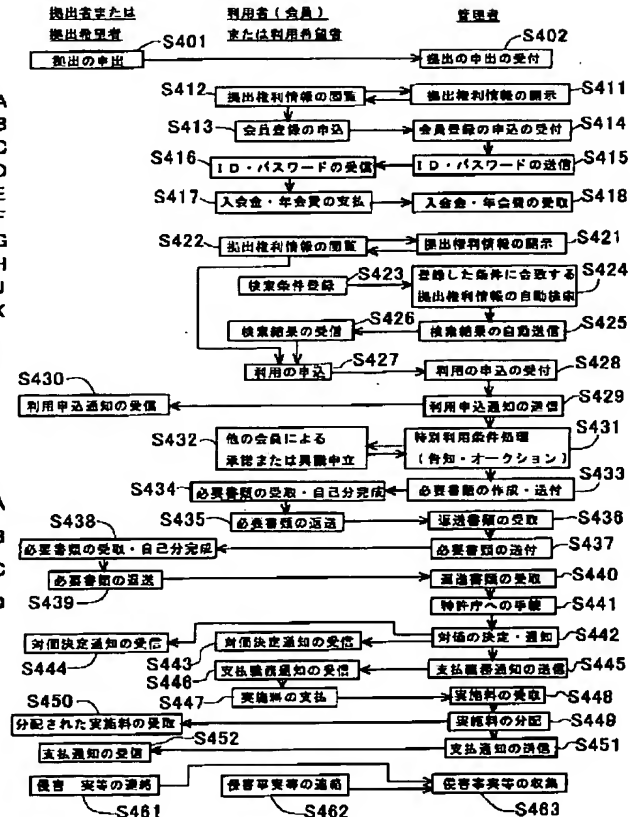 拠出者または
拠出希望者
利用者(会員)
または利用希望者
管理者
S401
S402
拠出の申出
拠出の申出の受付
S412
拠出権利情報の閲覧
拠出権利情報の開示
S411
S413
会員登録の申込
会員登録の申込の受付
S414
S416
ID・パスワードの受信
ID・パスワードの送信
S415
S417
入会金・年会費の支払
入会金・年会費の受取
S418
S422
拠出権利情報の閲覧
拠出権利情報の開示
S421
S423
検索条件登録
登録した条件に合致する
拠出権利情報の自動検索
S424
S426
検索結果の受信
検索結果の自動送信
S425
利用の申込
S427
利用の申込の受付
S428
S430
利用申込通知の受信
利用申込通知の送信
S429
S432
他の会員による
承諾または異議申立
特別利用条件処理
(告知・オークション)
S431
S434
必要書類の受取・自己分完成
必要書類の作成・送付
S433
S435
必要書類の返送
返送書類の受取
S436
S438
必要書類の受取・自己分完成
必要書類の送付
S437
必要書類の返送
S439
返送書類の受取
S440
特許庁への手続
S441
対価決定通知の受信
S444
S443
対価決定通知の受信
対価の決定・通知
S442
S446
支払義務通知の受信
支払義務通知の送信
S445
S450
S447
実施料の支払
実施料の受取
S448
分配された実施料の受取
実施料の分配
S449
支払通知の受信
S452
支払通知の送信
S451
侵害 実等の連絡
侵害事実等の連絡
侵害事実等の収集
S461
S462
S463
A
B
C
D
E
F
G
H
J
K
A
B
C